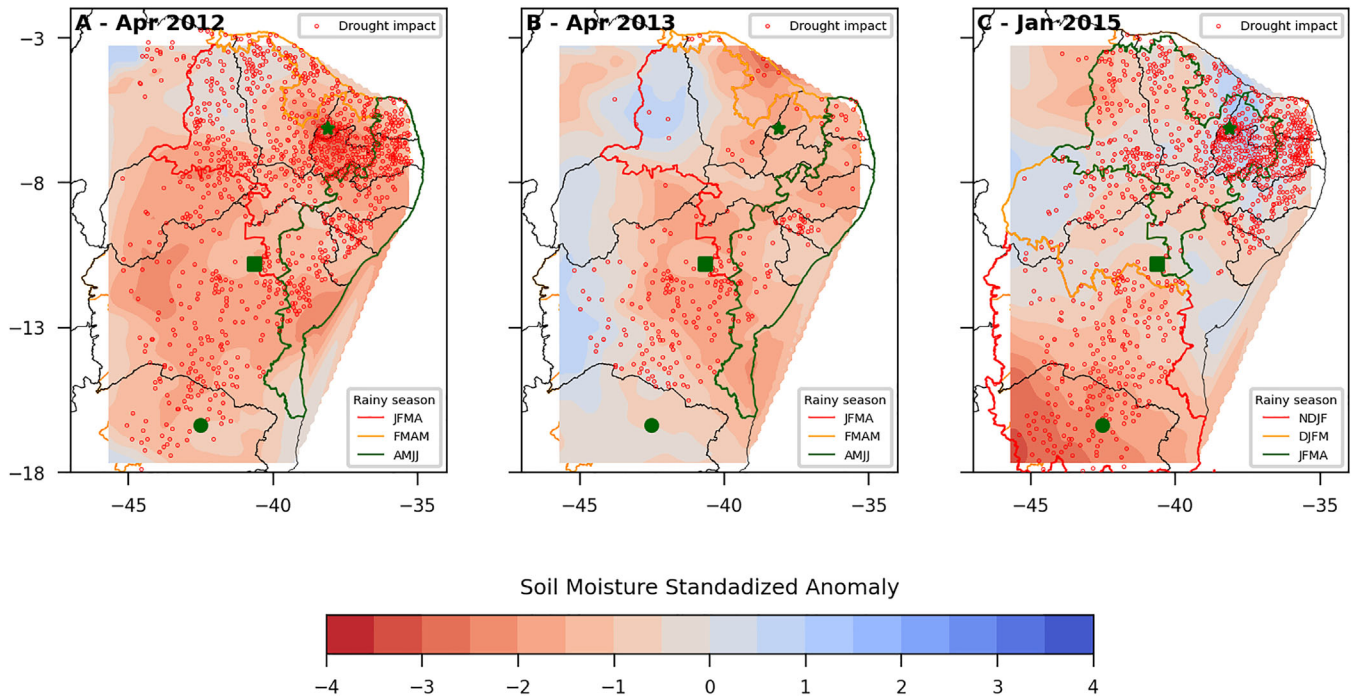 A - Apr 2012
Drought impact
B - Apr 2013
Drought impact
C - Jan 2015
Drought impact
−3
−8
−13
−18
Rainy season
JFMA
FMAM
AMJJ
Rainy season
JFMA
FMAM
AMJJ
Rainy season
NDJF
DJFM
JFMA
−45 −40 −35
−45 −40 −35
−45 −40 −35
Soil Moisture Standadized Anomaly
−4 −3 −2 −1 0 1 2 3 4